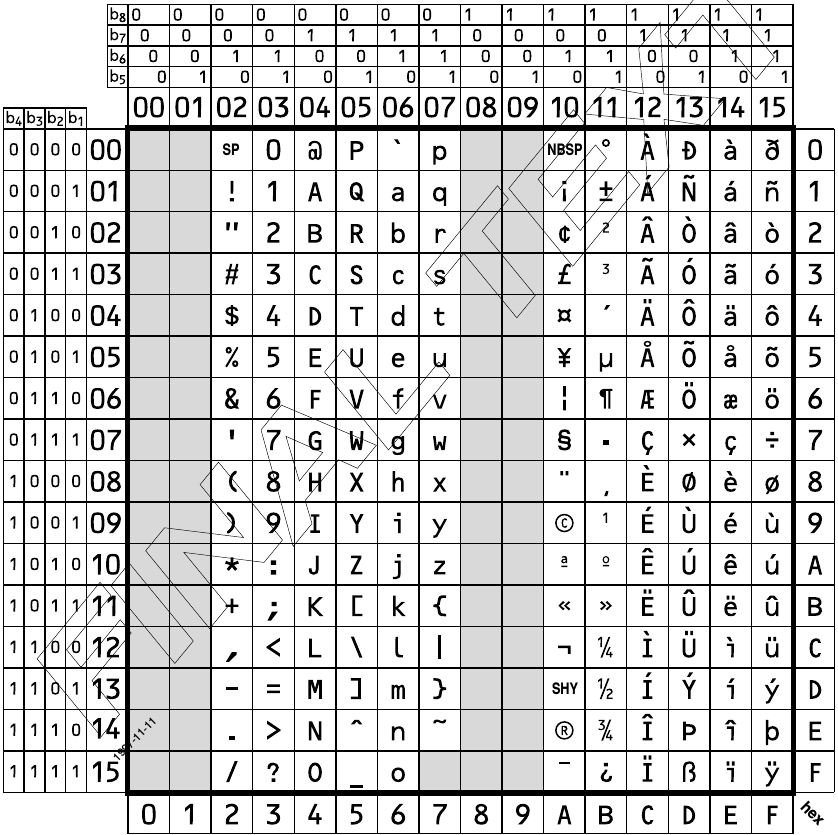 b8 0 0 0 0 0 0 0 0 1 1 1 1 1 1 1 1
b7 0 0 0 0 1 1 1 1 0 0 0 0 1 1 1 1
b6 0 0 1 1 0 0 1 1 0 0 1 1 0 0 1 1
b5 0 1 0 1 0 1 0 1 0 1 0 1 0 1 0 1
b4 b3 b2 b1 00 01 02 03 04 05 06 07 08 09 10 11 12 13 14 15
0 0 0 0 00 SP 0 @ P ` p NBSP ° À Ð à ð 0
0 0 0 1 01 ! 1 A Q a q ¡ ± Á Ñ á ñ 1
0 0 1 0 02 " 2 B R b r ¢ ² Â Ò â ò 2
0 0 1 1 03 # 3 C S c s £ ³ Ã Ó ã ó 3
0 1 0 0 04 $ 4 D T d t ¤ ´ Ä Ô ä ô 4
0 1 0 1 05 % 5 E U e u ¥ µ Å Õ å õ 5
0 1 1 0 06 & 6 F V f v ¦ ¶ Æ Ö æ ö 6
0 1 1 1 07 ' 7 G W g w § · Ç × ç ÷ 7
1 0 0 0 08 ( 8 H X h x ¨ ¸ È Ø è ø 8
1 0 0 1 09 ) 9 I Y i y © ¹ É Ù é ù 9
1 0 1 0 10 * : J Z j z ª º Ê Ú ê ú A
1 0 1 1 11 + ; K [ k { « » Ë Û ë û B
1 1 0 0 12 , < L \ l | ¬ ¼ Ì Ü ì ü C
1 1 0 1 13 - = M ] m } SHY ½ Í Ý í ý D
1 1 1 0 14 . > N ^ n ~ ® ¾ Î Þ î þ E
1 1 1 1 15 / ? O _ o ¯ ¿ Ï ß ï ÿ F
0 1 2 3 4 5 6 7 8 9 A B C D E F hex
FINAL TEXT
1997-11-11